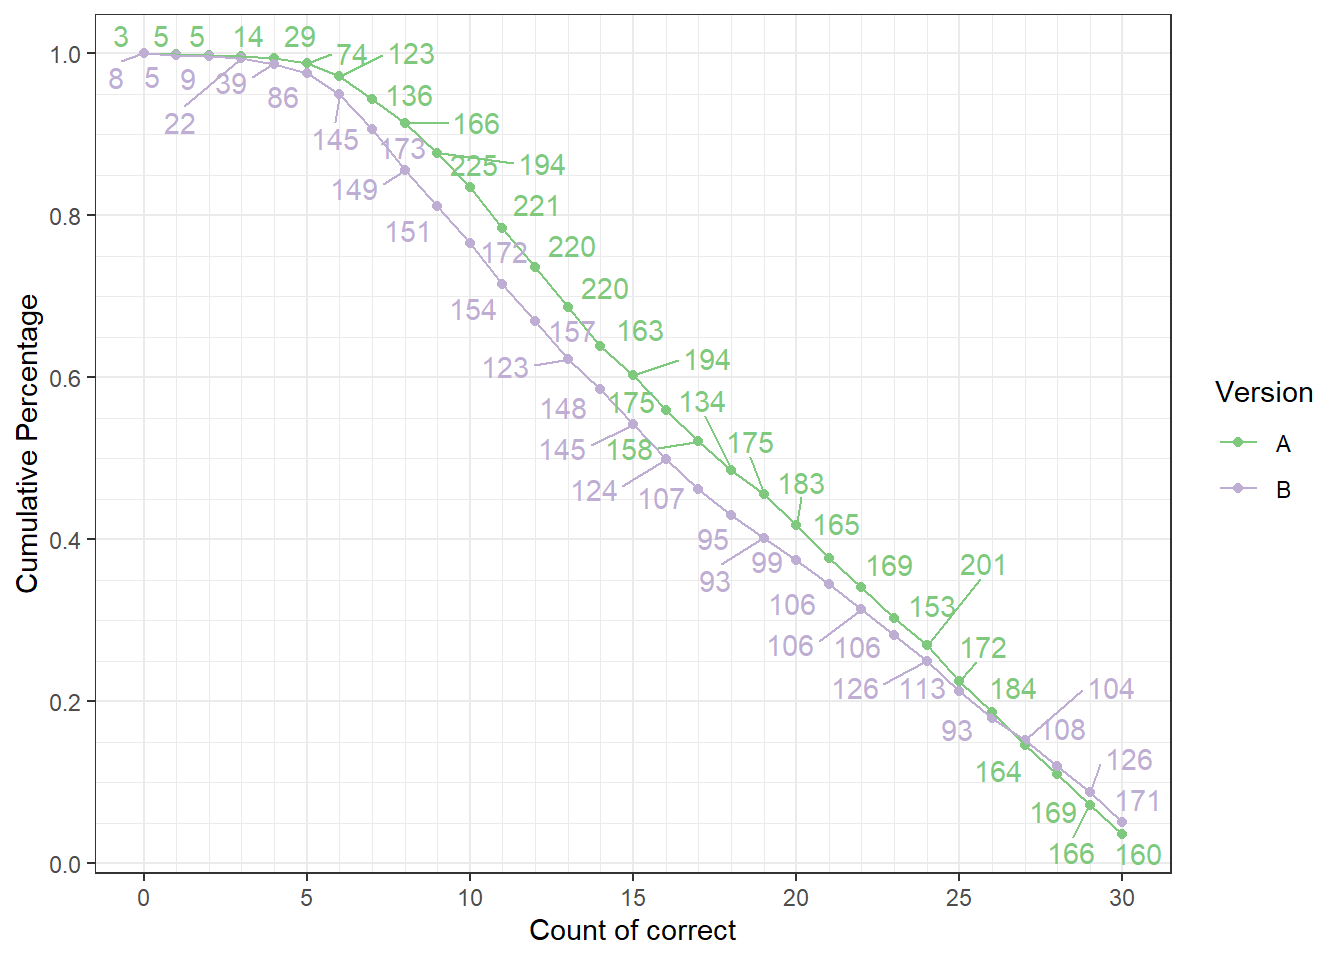 3 5 5 14 29 74 123
1.0
8 5 9 39 86 136
22 145 173 166
149 225 194
0.8
151 221
172 220
154 220
157 163
123 194
0.6
148 175 134
145 158 175
124 107 183
95 165
0.4
93 99 169 201
106 153
106 106 172
126 113 184 104
0.2
93 108
164 126
169 171
166 160
0.0
0 5 10 15 20 25 30
Count of correct
Cumulative Percentage
Version
A
B